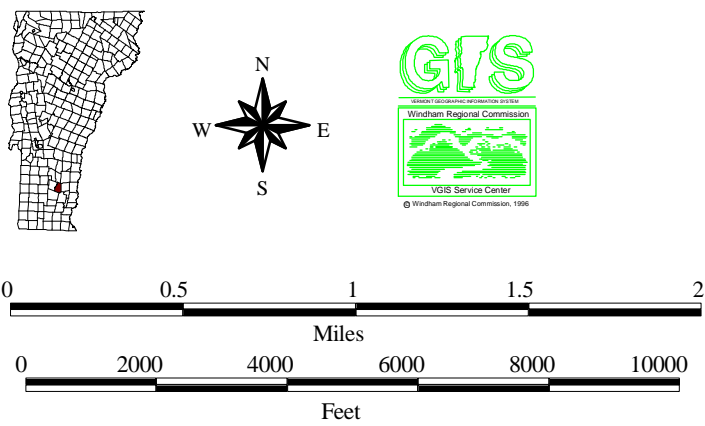 N
W E
S
GIS
VERMONT GEOGRAPHIC INFORMATION SYSTEM
Windham Regional Commission
VGIS Service Center
© Windham Regional Commission, 1996
0 0.5 1 1.5 2
Miles
0 2000 4000 6000 8000 10000
Feet